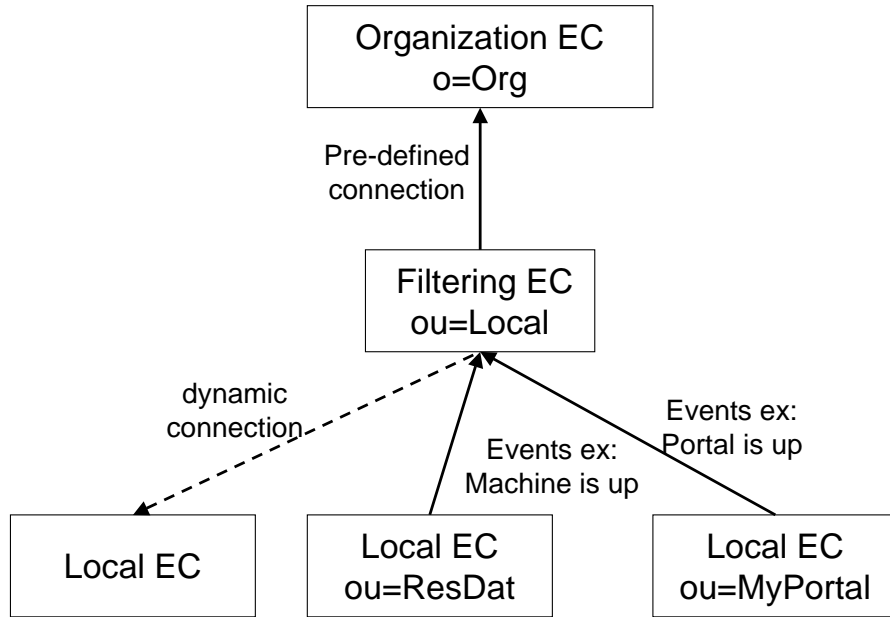 Organization EC
o=Org
Pre-defined
connection
Filtering EC
ou=Local
dynamic
connection
Events ex:
Machine is up
Events ex:
Portal is up
Local EC
Local EC
ou=ResDat
Local EC
ou=MyPortal